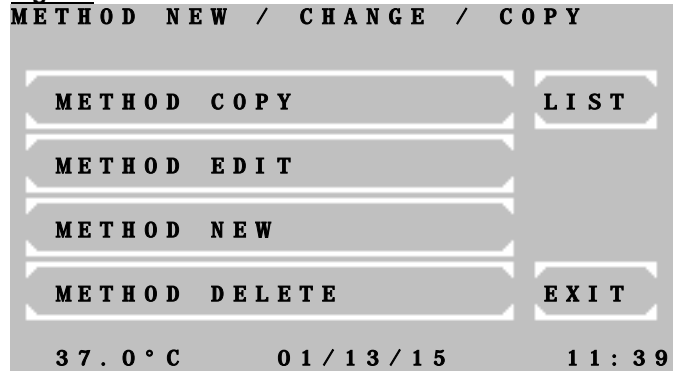 METHOD NEW / CHANGE / COPY
METHOD COPY LIST
METHOD EDIT
METHOD NEW
METHOD DELETE EXIT
37.0°C 01/13/15 11:39